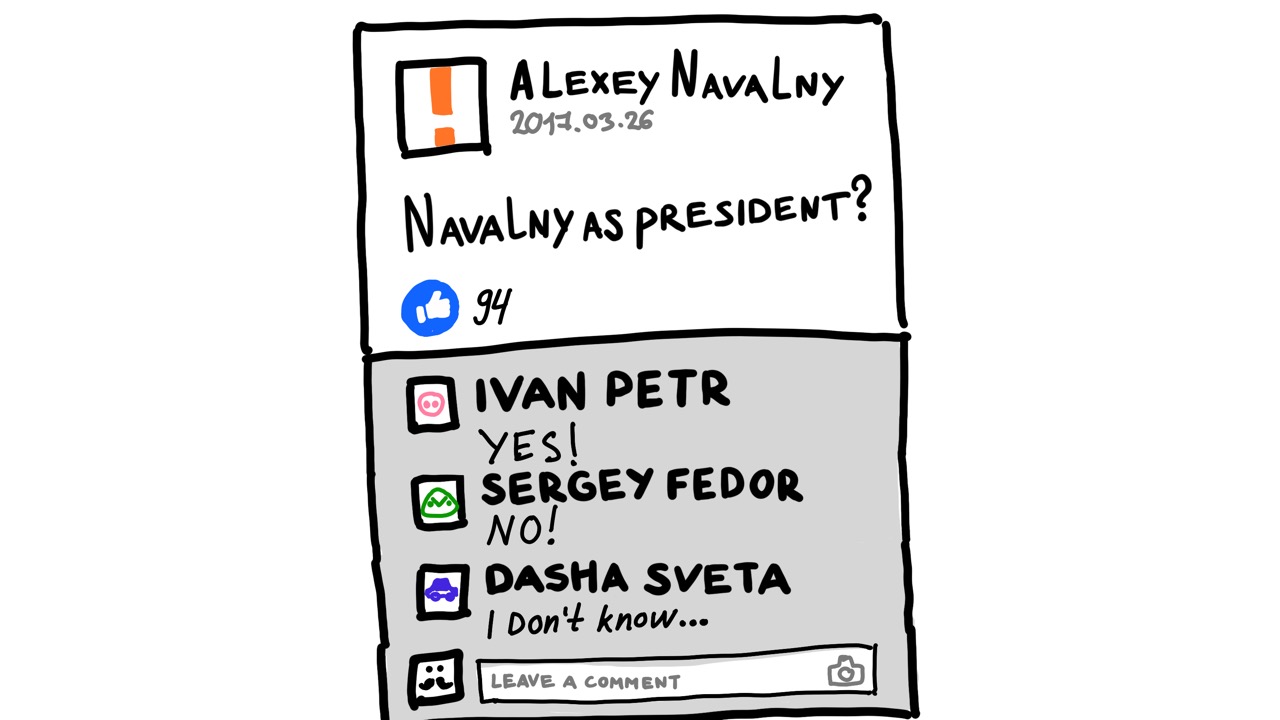 ALEXEY NAVALNY
2017.03.26
NAVALNY AS PRESIDENT?
94
IVAN PETR
YES!
SERGEY FEDOR
NO!
DASHA SVETA
I DON'T KNOW...
LEAVE A COMMENT